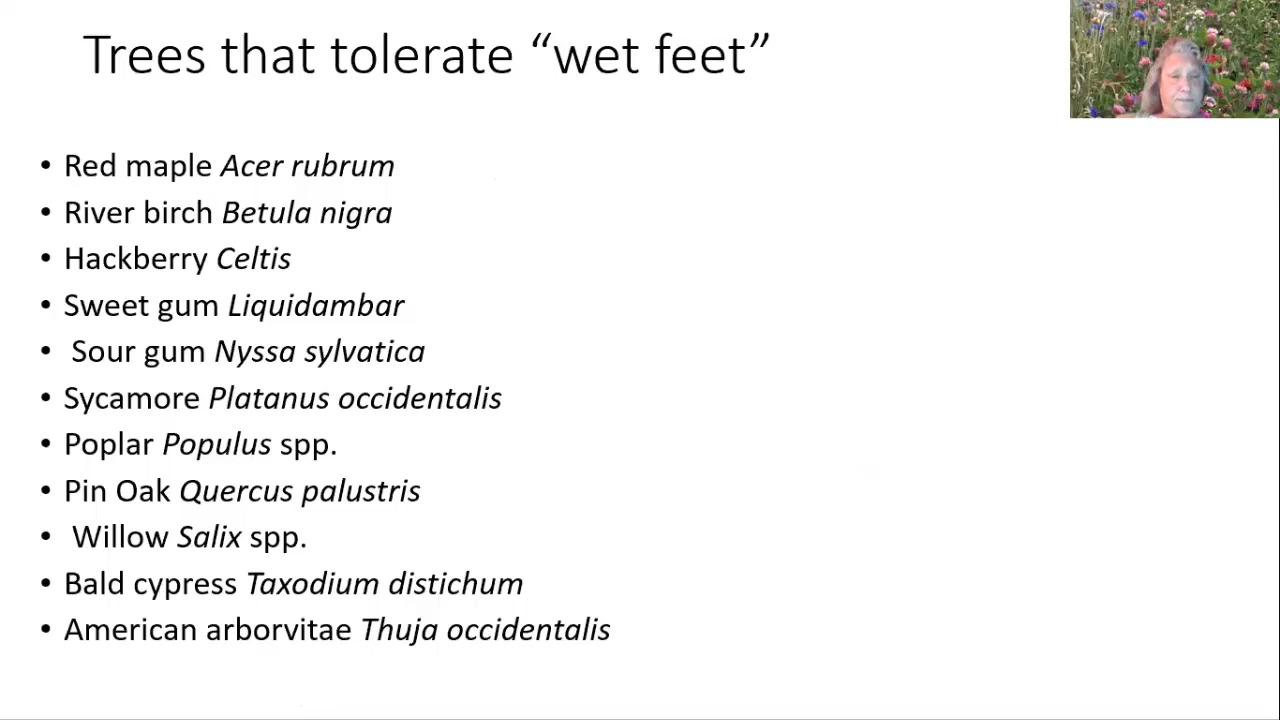 Trees that tolerate “wet feet”
• Red maple Acer rubrum
• River birch Betula nigra
• Hackberry Celtis
• Sweet gum Liquidambar
• Sour gum Nyssa sylvatica
• Sycamore Platanus occidentalis
• Poplar Populus spp.
• Pin Oak Quercus palustris
• Willow Salix spp.
• Bald cypress Taxodium distichum
• American arborvitae Thuja occidentalis